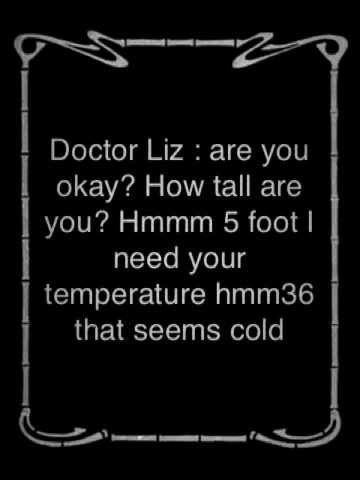 Doctor Liz : are you
okay? How tall are
you? Hmmm 5 foot I
need your
temperature hmm36
that seems cold